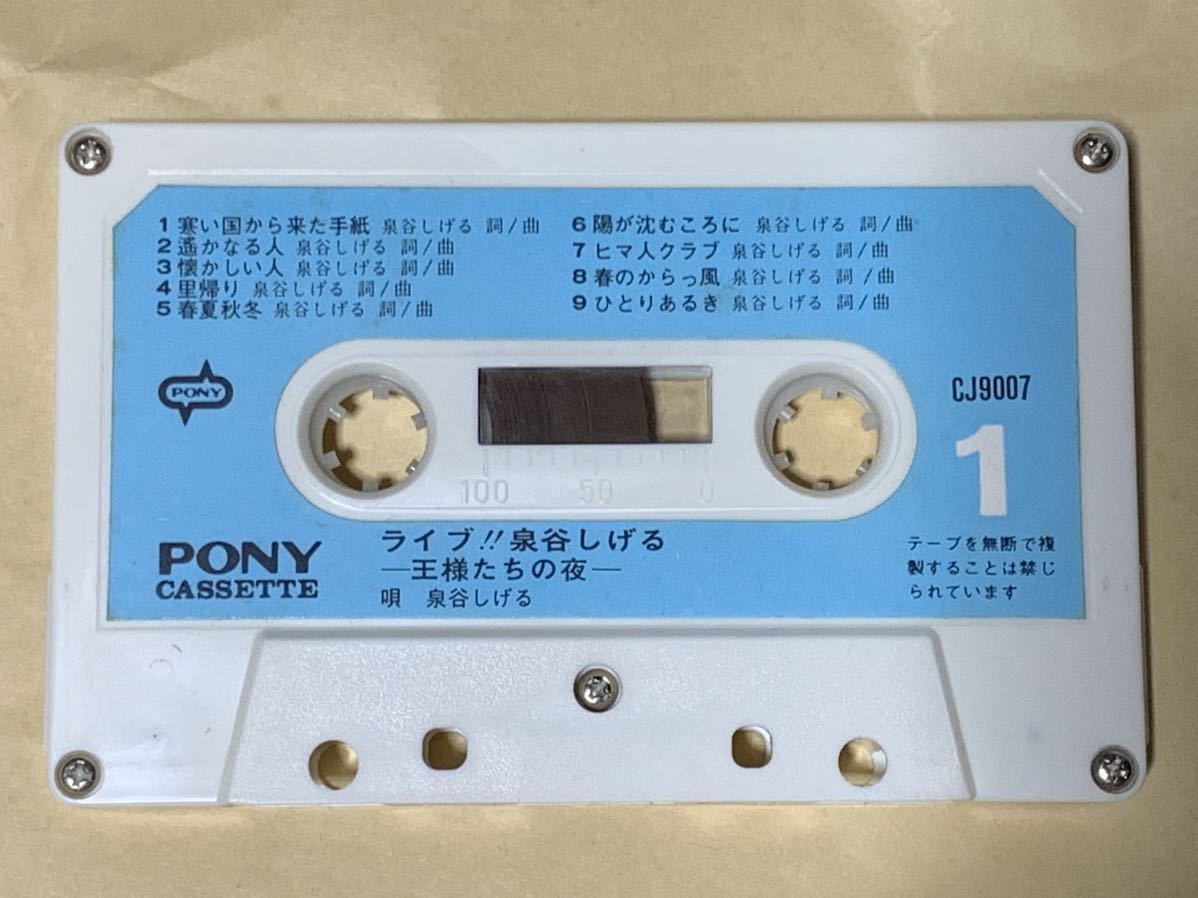 1 寒い国から来た手紙 泉谷しげる 詞/曲
2 遥かなる人 泉谷しげる 詞/曲
3 懐かしい人 泉谷しげる 詞/曲
4 里帰り 泉谷しげる 詞/曲
5 春夏秋冬 泉谷しげる 詞/曲
6 陽が沈むころに 泉谷しげる 詞/曲
7 ヒマ人クラブ 泉谷しげる 詞/曲
8 春のからっ風 泉谷しげる 詞/曲
9 ひとりあるき 泉谷しげる 詞/曲
PONY
CJ9007
1
100 50 0
PONY
CASSETTE
ライブ!!泉谷しげる
—王様たちの夜—
唄 泉谷しげる
テープを無断で複
製することは禁じ
られています